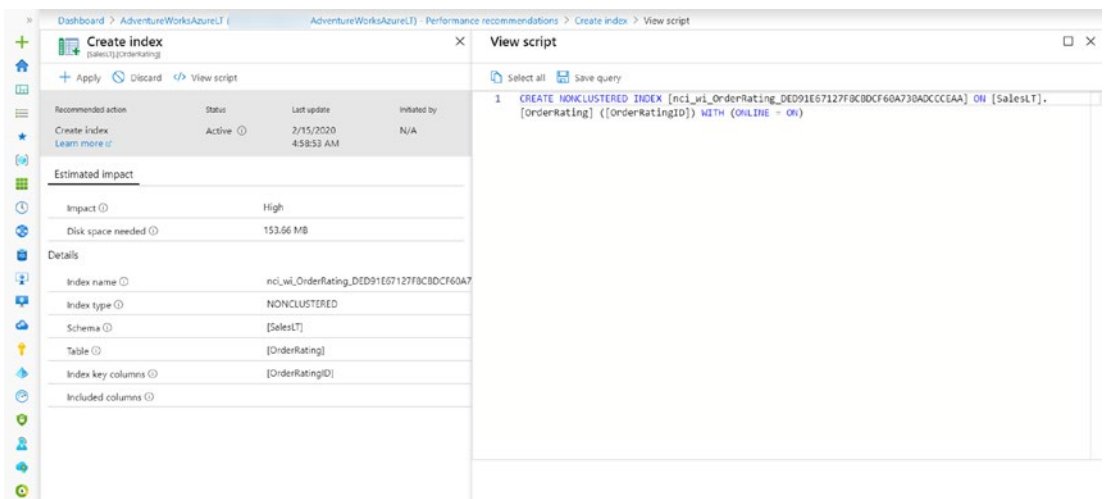 Dashboard > AdventureWorksAzureLT ( AdventureWorksAzureLT) - Performance recommendations > Create index > View script
Create index
[SalesLT].[OrderRating]
Apply Discard View script
Recommended action Status Last update Initiated by
Create index Active 2/15/2020 N/A
Learn more 4:58:53 AM
Estimated impact
Impact High
Disk space needed 153.66 MB
Details
Index name
Index type NONCLUSTERED
Schema [SalesLT]
Table [OrderRating]
Index key columns [OrderRatingID]
Included columns
View script
Select all Save query
1 CREATE NONCLUSTERED INDEX ON [SalesLT].
[OrderRating] ([OrderRatingID]) WITH (ONLINE = ON)